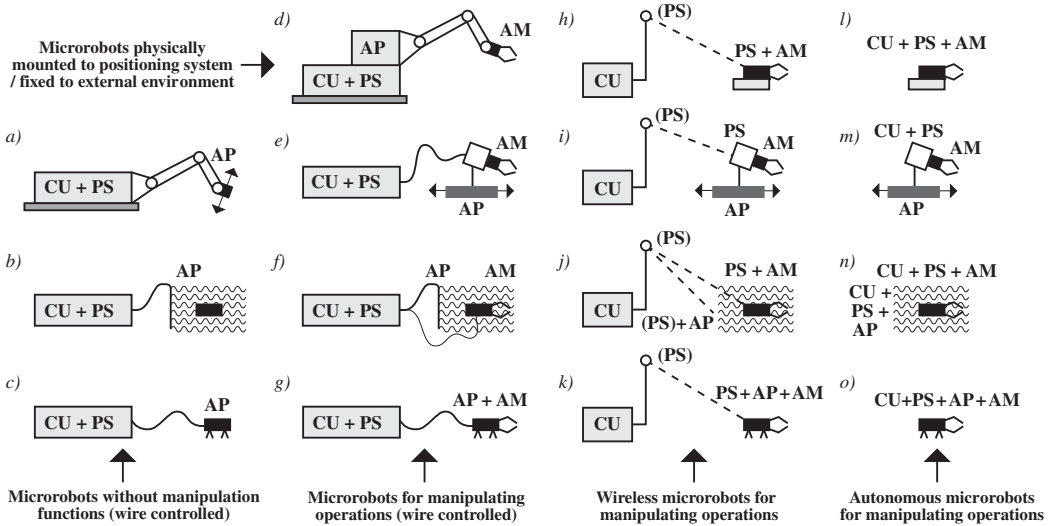 Microrobots physically
mounted to positioning system
/ fixed to external environment
d)
AP
AM
CU + PS
h)
(PS)
PS + AM
CU
l)
CU + PS + AM
a)
AP
CU + PS
e)
AM
CU + PS
AP
i)
(PS)
PS
AM
CU
AP
m)
CU + PS
AM
AP
b)
AP
CU + PS
f)
AP
AM
CU + PS
j)
(PS)
PS + AM
CU
(PS)+AP
n)
CU + PS + AM
CU +
PS +
AP
c)
AP
CU + PS
g)
AP + AM
CU + PS
k)
(PS)
PS+AP+AM
CU
o)
CU+PS+AP+AM
Microrobots without manipulation
functions (wire controlled)
Microrobots for manipulating
operations (wire controlled)
Wireless microrobots for
manipulating operations
Autonomous microrobots
for manipulating operations